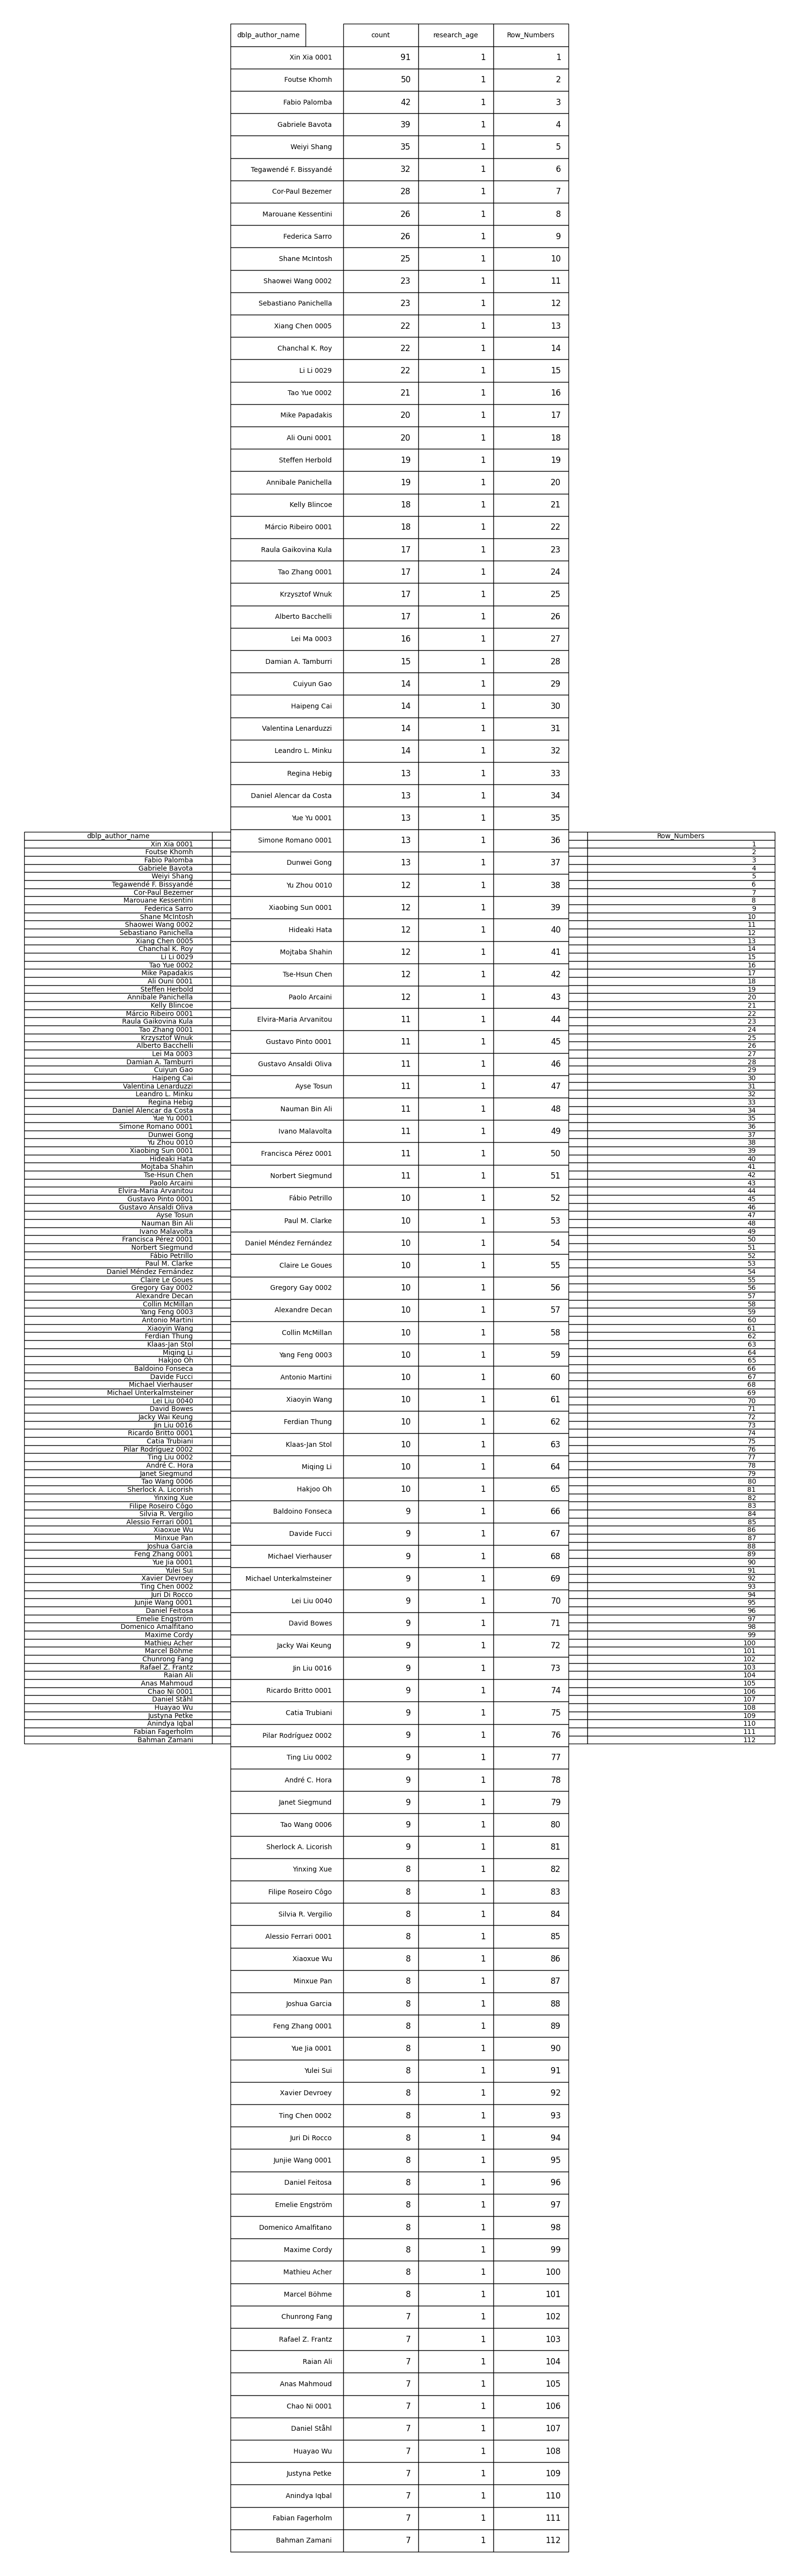 dblp_author_name count research_age Row_Numbers
Xin Xia 0001 91 1 1
Foutse Khomh 50 1 2
Fabio Palomba 42 1 3
Gabriele Bavota 39 1 4
Weiyi Shang 35 1 5
Tegawendé F. Bissyandé 32 1 6
Cor-Paul Bezemer 28 1 7
Marouane Kessentini 26 1 8
Federica Sarro 26 1 9
Shane McIntosh 25 1 10
Shaowei Wang 0002 23 1 11
Sebastiano Panichella 23 1 12
Xiang Chen 0005 22 1 13
Chanchal K. Roy 22 1 14
Li Li 0029 22 1 15
Tao Yue 0002 21 1 16
Mike Papadakis 20 1 17
Ali Ouni 0001 20 1 18
Steffen Herbold 19 1 19
Annibale Panichella 19 1 20
Kelly Blincoe 18 1 21
Márcio Ribeiro 0001 18 1 22
Raula Gaikovina Kula 17 1 23
Tao Zhang 0001 17 1 24
Krzysztof Wnuk 17 1 25
Alberto Bacchelli 17 1 26
Lei Ma 0003 16 1 27
Damian A. Tamburri 15 1 28
Cuiyun Gao 14 1 29
Haipeng Cai 14 1 30
Valentina Lenarduzzi 14 1 31
Leandro L. Minku 14 1 32
Regina Hebig 13 1 33
Daniel Alencar da Costa 13 1 34
Yue Yu 0001 13 1 35
Simone Romano 0001 13 1 36
Dunwei Gong 13 1 37
Yu Zhou 0010 12 1 38
Xiaobing Sun 0001 12 1 39
Hideaki Hata 12 1 40
Mojtaba Shahin 12 1 41
Tse-Hsun Chen 12 1 42
Paolo Arcaini 12 1 43
Elvira-Maria Arvanitou 11 1 44
Gustavo Pinto 0001 11 1 45
Gustavo Ansaldi Oliva 11 1 46
Ayse Tosun 11 1 47
Nauman Bin Ali 11 1 48
Ivano Malavolta 11 1 49
Francisca Pérez 0001 11 1 50
Norbert Siegmund 11 1 51
Fábio Petrillo 10 1 52
Paul M. Clarke 10 1 53
Daniel Méndez Fernández 10 1 54
Claire Le Goues 10 1 55
Gregory Gay 0002 10 1 56
Alexandre Decan 10 1 57
Collin McMillan 10 1 58
Yang Feng 0003 10 1 59
Antonio Martini 10 1 60
Xiaoyin Wang 10 1 61
Ferdian Thung 10 1 62
Klaas-Jan Stol 10 1 63
Miqing Li 10 1 64
Hakjoo Oh 10 1 65
Baldoino Fonseca 9 1 66
Davide Fucci 9 1 67
Michael Vierhauser 9 1 68
Michael Unterkalmsteiner 9 1 69
Lei Liu 0040 9 1 70
David Bowes 9 1 71
Jacky Wai Keung 9 1 72
Jin Liu 0016 9 1 73
Ricardo Britto 0001 9 1 74
Catia Trubiani 9 1 75
Pilar Rodríguez 0002 9 1 76
Ting Liu 0002 9 1 77
André C. Hora 9 1 78
Janet Siegmund 9 1 79
Tao Wang 0006 9 1 80
Sherlock A. Licorish 9 1 81
Yinxing Xue 8 1 82
Filipe Roseiro Côgo 8 1 83
Silvia R. Vergilio 8 1 84
Alessio Ferrari 0001 8 1 85
Xiaoxue Wu 8 1 86
Minxue Pan 8 1 87
Joshua Garcia 8 1 88
Feng Zhang 0001 8 1 89
Yue Jia 0001 8 1 90
Yulei Sui 8 1 91
Xavier Devroey 8 1 92
Ting Chen 0002 8 1 93
Juri Di Rocco 8 1 94
Junjie Wang 0001 8 1 95
Daniel Feitosa 8 1 96
Emelie Engström 8 1 97
Domenico Amalfitano 8 1 98
Maxime Cordy 8 1 99
Mathieu Acher 8 1 100
Marcel Böhme 8 1 101
Chunrong Fang 7 1 102
Rafael Z. Frantz 7 1 103
Raian Ali 7 1 104
Anas Mahmoud 7 1 105
Chao Ni 0001 7 1 106
Daniel Ståhl 7 1 107
Huayao Wu 7 1 108
Justyna Petke 7 1 109
Anindya Iqbal 7 1 110
Fabian Fagerholm 7 1 111
Bahman Zamani 7 1 112
dblp_author_name Row_Numbers
Xin Xia 0001 1
Foutse Khomh 2
Fabio Palomba 3
Gabriele Bavota 4
Weiyi Shang 5
Tegawendé F. Bissyandé 6
Cor-Paul Bezemer 7
Marouane Kessentini 8
Federica Sarro 9
Shane McIntosh 10
Shaowei Wang 0002 11
Sebastiano Panichella 12
Xiang Chen 0005 13
Chanchal K. Roy 14
Li Li 0029 15
Tao Yue 0002 16
Mike Papadakis 17
Ali Ouni 0001 18
Steffen Herbold 19
Annibale Panichella 20
Kelly Blincoe 21
Márcio Ribeiro 0001 22
Raula Gaikovina Kula 23
Tao Zhang 0001 24
Krzysztof Wnuk 25
Alberto Bacchelli 26
Lei Ma 0003 27
Damian A. Tamburri 28
Cuiyun Gao 29
Haipeng Cai 30
Valentina Lenarduzzi 31
Leandro L. Minku 32
Regina Hebig 33
Daniel Alencar da Costa 34
Yue Yu 0001 35
Simone Romano 0001 36
Dunwei Gong 37
Yu Zhou 0010 38
Xiaobing Sun 0001 39
Hideaki Hata 40
Mojtaba Shahin 41
Tse-Hsun Chen 42
Paolo Arcaini 43
Elvira-Maria Arvanitou 44
Gustavo Pinto 0001 45
Gustavo Ansaldi Oliva 46
Ayse Tosun 47
Nauman Bin Ali 48
Ivano Malavolta 49
Francisca Pérez 0001 50
Norbert Siegmund 51
Fábio Petrillo 52
Paul M. Clarke 53
Daniel Méndez Fernández 54
Claire Le Goues 55
Gregory Gay 0002 56
Alexandre Decan 57
Collin McMillan 58
Yang Feng 0003 59
Antonio Martini 60
Xiaoyin Wang 61
Ferdian Thung 62
Klaas-Jan Stol 63
Miqing Li 64
Hakjoo Oh 65
Baldoino Fonseca 66
Davide Fucci 67
Michael Vierhauser 68
Michael Unterkalmsteiner 69
Lei Liu 0040 70
David Bowes 71
Jacky Wai Keung 72
Jin Liu 0016 73
Ricardo Britto 0001 74
Catia Trubiani 75
Pilar Rodríguez 0002 76
Ting Liu 0002 77
André C. Hora 78
Janet Siegmund 79
Tao Wang 0006 80
Sherlock A. Licorish 81
Yinxing Xue 82
Filipe Roseiro Côgo 83
Silvia R. Vergilio 84
Alessio Ferrari 0001 85
Xiaoxue Wu 86
Minxue Pan 87
Joshua Garcia 88
Feng Zhang 0001 89
Yue Jia 0001 90
Yulei Sui 91
Xavier Devroey 92
Ting Chen 0002 93
Juri Di Rocco 94
Junjie Wang 0001 95
Daniel Feitosa 96
Emelie Engström 97
Domenico Amalfitano 98
Maxime Cordy 99
Mathieu Acher 100
Marcel Böhme 101
Chunrong Fang 102
Rafael Z. Frantz 103
Raian Ali 104
Anas Mahmoud 105
Chao Ni 0001 106
Daniel Ståhl 107
Huayao Wu 108
Justyna Petke 109
Anindya Iqbal 110
Fabian Fagerholm 111
Bahman Zamani 112